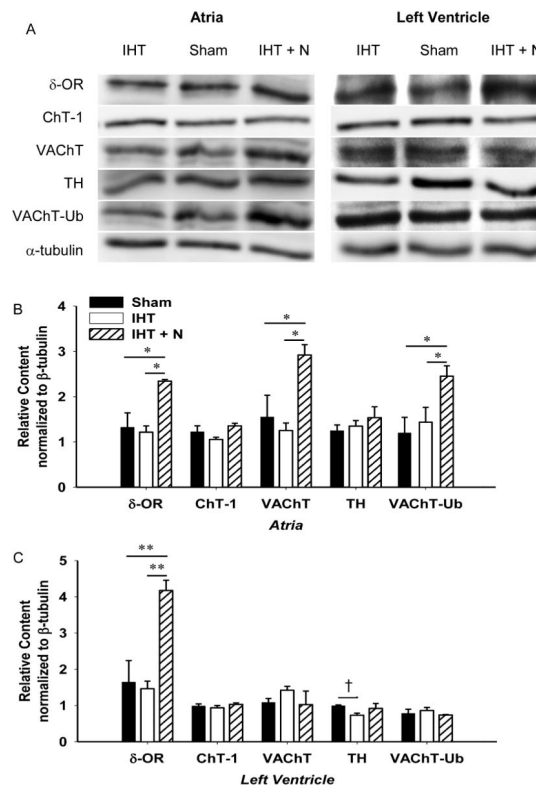 A
Atria
Left Ventricle
IHT Sham IHT + N IHT Sham IHT + N
δ-OR
ChT-1
VAChT
TH
VAChT-Ub
α-tubulin
B
Relative Content
normalized to β-tubulin
4
3
2
1
0
Sham
IHT
IHT + N
*
*
*
*
*
*
δ-OR ChT-1 VAChT TH VAChT-Ub
Atria
C
Relative Content
normalized to β-tubulin
5
4
3
2
1
0
**
**
†
δ-OR ChT-1 VAChT TH VAChT-Ub
Left Ventricle